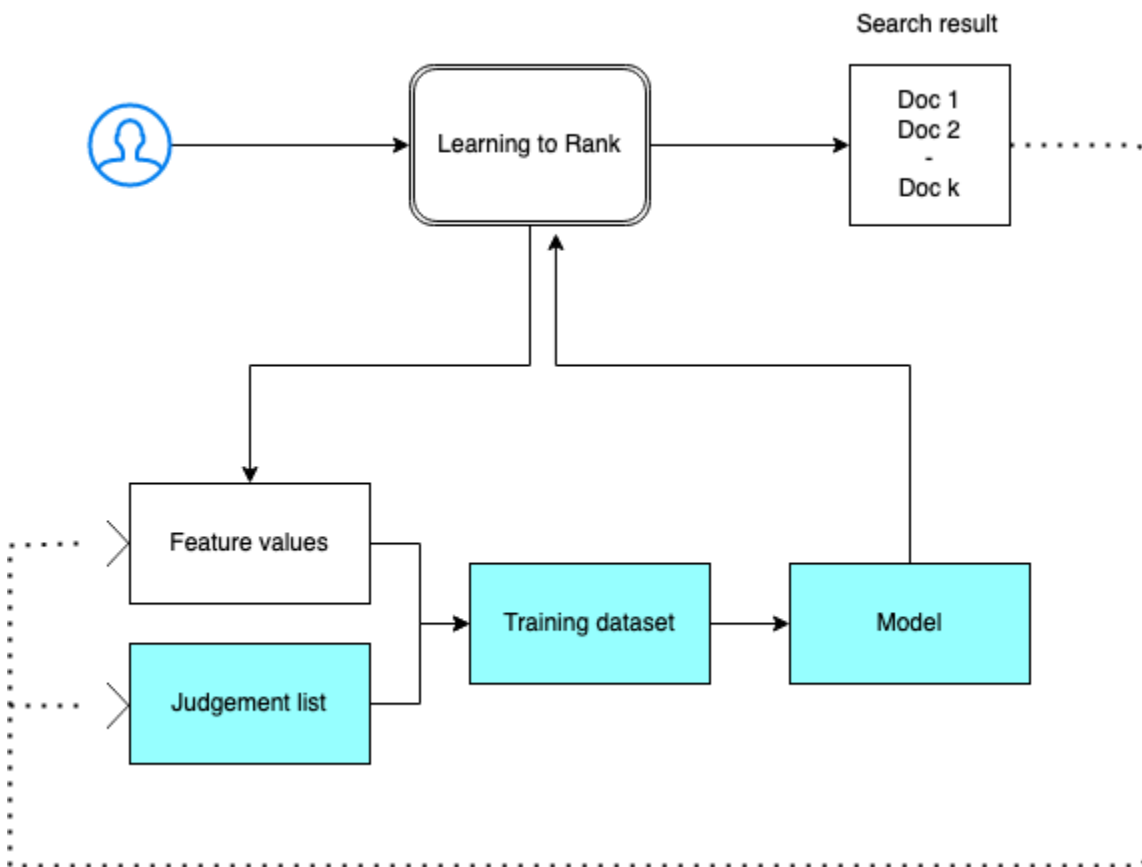 Search result
Learning to Rank
Doc 1
Doc 2
-
Doc k
Feature values
Training dataset
Model
Judgement list